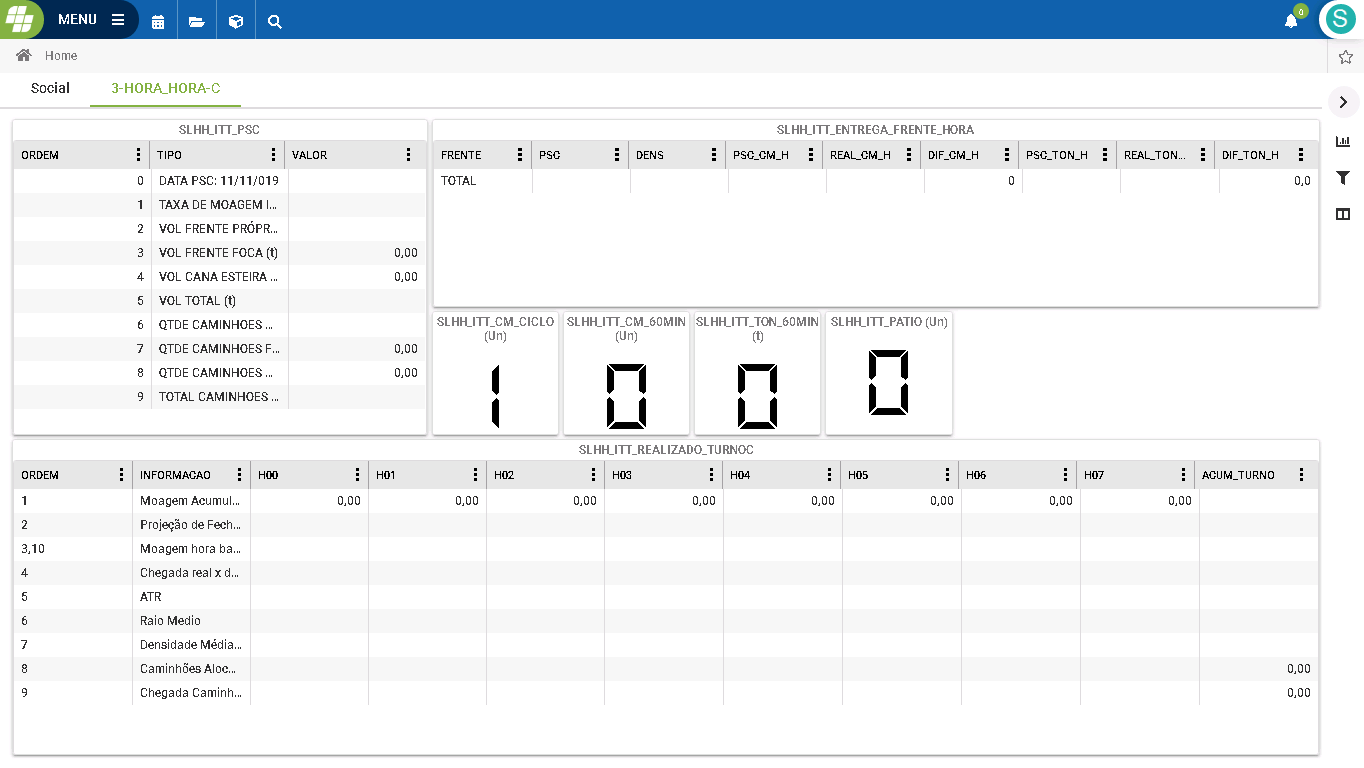 MENU
0
S
Home
Social 3-HORA_HORA-C
SLHH_ITT_PSC
ORDEM TIPO VALOR
0 DATA PSC: 11/11/019
1 TAXA DE MOAGEM I...
2 VOL FRENTE PRÓPR...
3 VOL FRENTE FOCA (t) 0,00
4 VOL CANA ESTEIRA ... 0,00
5 VOL TOTAL (t)
6 QTDE CAMINHOES ...
7 QTDE CAMINHOES F... 0,00
8 QTDE CAMINHOES ... 0,00
9 TOTAL CAMINHOES ...
SLHH_ITT_ENTREGA_FRENTE_HORA
FRENTE PSC DENS PSC_CM_H REAL_CM_H DIF_CM_H PSC_TON_H REAL_TON... DIF_TON_H
TOTAL 0 0,0
SLHH_ITT_CM_CICLO
(Un)
1
SLHH_ITT_CM_60MIN
(Un)
0
SLHH_ITT_TON_60MIN
(t)
0
SLHH_ITT_PATIO (Un)
0
SLHH_ITT_REALIZADO_TURNOC
ORDEM INFORMACAO H00 H01 H02 H03 H04 H05 H06 H07 ACUM_TURNO
1 Moagem Acumul... 0,00 0,00 0,00 0,00 0,00 0,00 0,00 0,00
2 Projeção de Fech...
3,10 Moagem hora ba...
4 Chegada real x d...
5 ATR
6 Raio Medio
7 Densidade Média...
8 Caminhões Aloc... 0,00
9 Chegada Caminh... 0,00